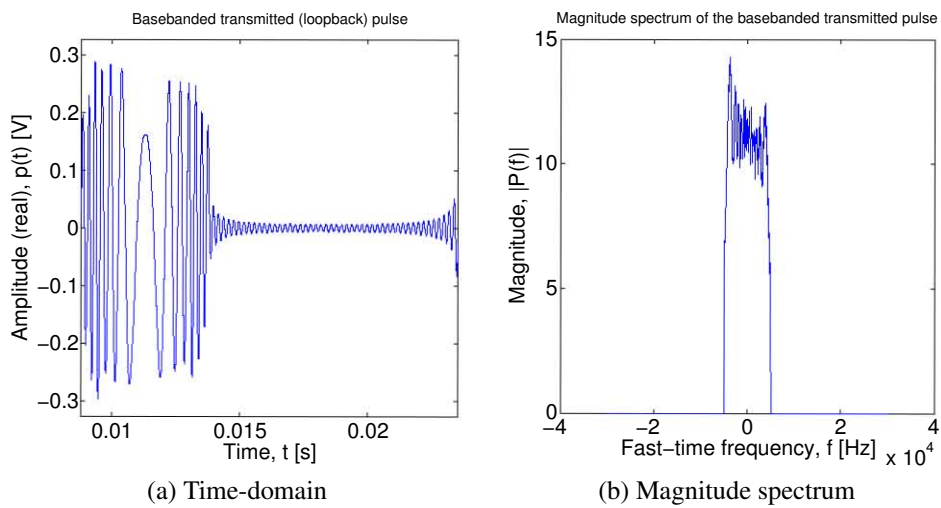 Basebanded transmitted (loopback) pulse
0.3
0.2
0.1
0
−0.1
−0.2
−0.3
Amplitude (real), p(t) [V]
0.01
0.015
0.02
Time, t [s]
(a) Time-domain
Magnitude spectrum of the basebanded transmitted pulse
15
10
5
0
Magnitude, |P(f)|
−4
−2
0
2
4
Fast−time frequency, f [Hz]
x 10^4
(b) Magnitude spectrum